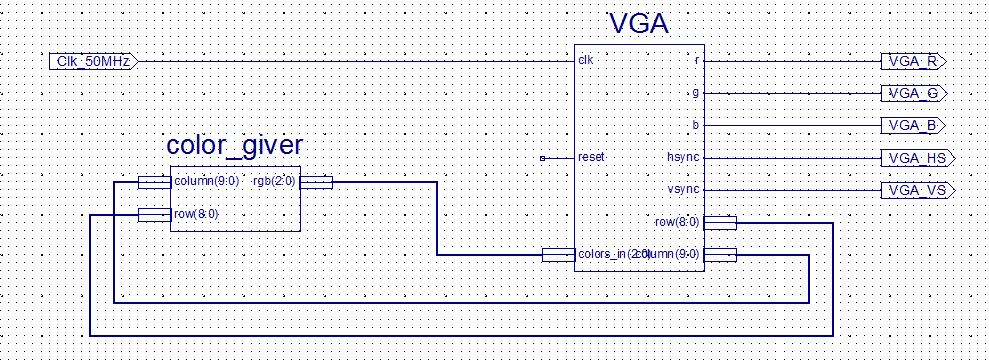 VGA
Clk_50MHz
clk
r
VGA_R
g
VGA_G
b
VGA_B
color_giver
reset
hsync
VGA_HS
column(9:0)
rgb(2:0)
vsync
VGA_VS
row(8:0)
row(8:0)
colors_in(2:0)
column(9:0)